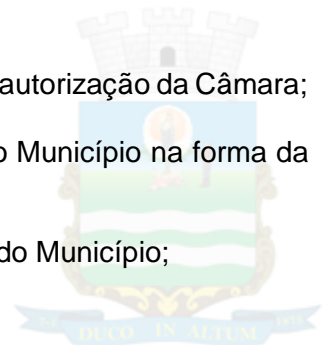 autorização da Câmara;
o Município na forma da
do Município;
DUCO IN ALTUM